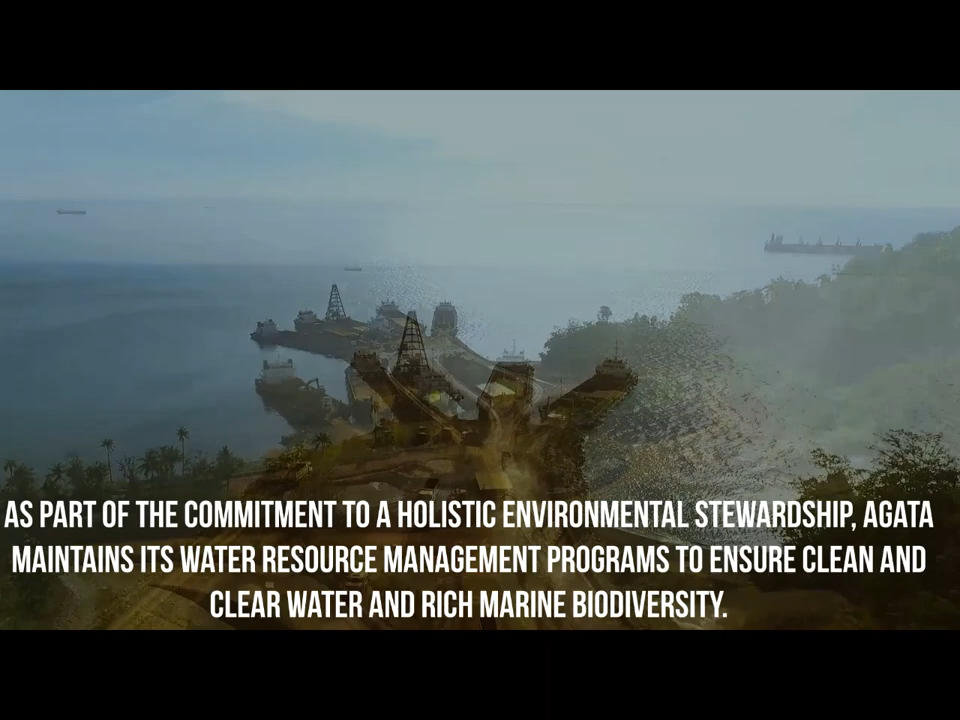 AS PART OF THE COMMITMENT TO A HOLISTIC ENVIRONMENTAL STEWARDSHIP, AGATA
MAINTAINS ITS WATER RESOURCE MANAGEMENT PROGRAMS TO ENSURE CLEAN AND
CLEAR WATER AND RICH MARINE BIODIVERSITY.